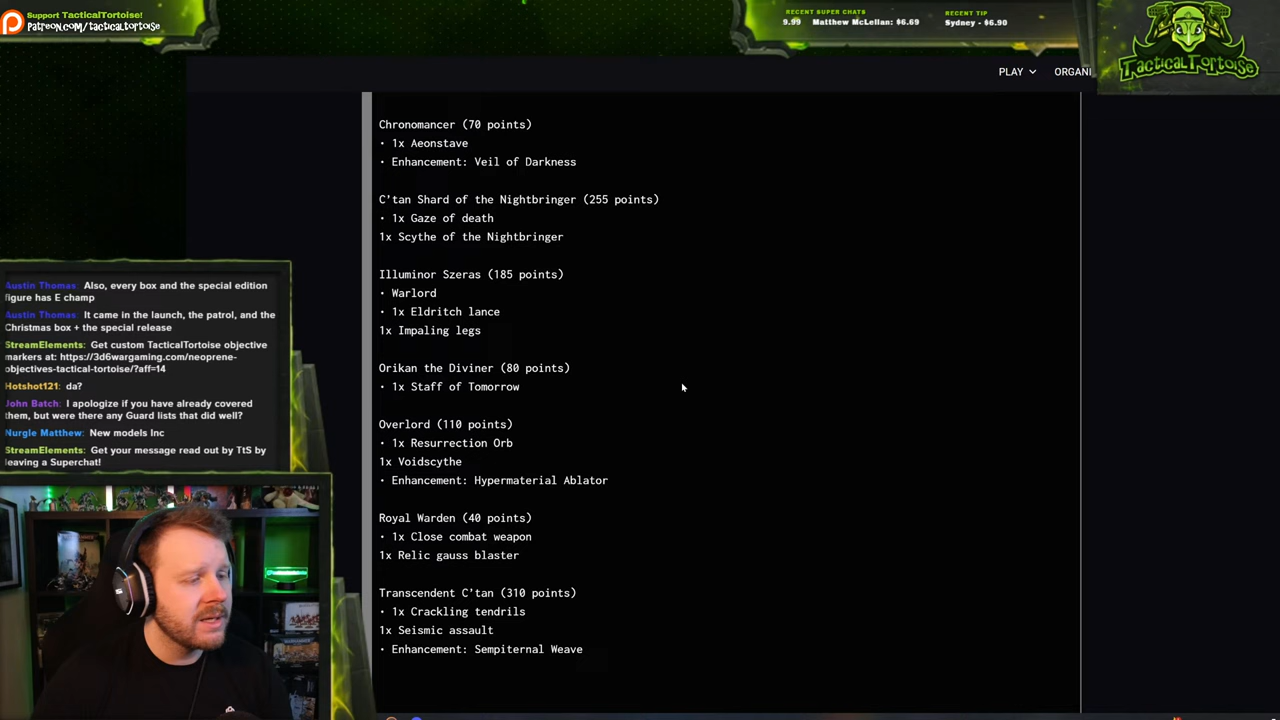 Support TacticalTortoise!
Patreon.com/tacticaltortoise
RECENT SUPER CHATS
9.99 Matthew McLellan: $6.69
RECENT TIP
Sydney - $6.90
TacticalTortoise
PLAY
ORGANI
Chronomancer (70 points)
• 1x Aeonstave
• Enhancement: Veil of Darkness
C'tan Shard of the Nightbringer (255 points)
• 1x Gaze of death
1x Scythe of the Nightbringer
Illuminor Szeras (185 points)
• Warlord
• 1x Eldritch lance
1x Impaling legs
Orikan the Diviner (80 points)
• 1x Staff of Tomorrow
Overlord (110 points)
• 1x Resurrection Orb
1x Voidscythe
• Enhancement: Hypermaterial Ablator
Royal Warden (40 points)
• 1x Close combat weapon
1x Relic gauss blaster
Transcendent C'tan (310 points)
• 1x Crackling tendrils
1x Seismic assault
• Enhancement: Sempiternal Weave
Austin Thomas: Also, every box and the special edition
figure has E champ
Austin Thomas: It came in the launch, the patrol, and the
Christmas box + the special release
StreamElements: Get custom TacticalTortoise objective
markers at: https://3d6wargaming.com/neoprene-
objectives-tactical-tortoise/?aff=14
Hotshot121: da?
John Batch: I apologize if you have already covered
them, but were there any Guard lists that did well?
Nurgle Matthew: New models Inc
StreamElements: Get your message read out by TtS by
leaving a Superchat!